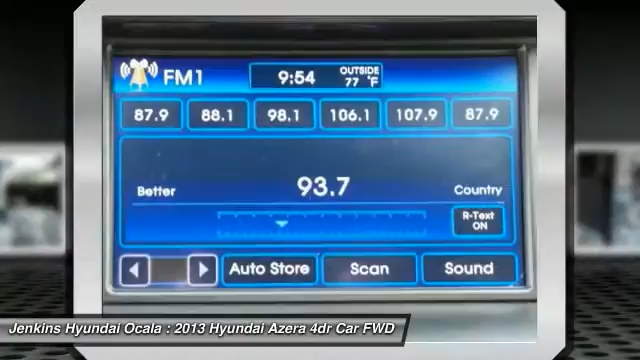 FM1
9:54
OUTSIDE
77 °F
87.9 88.1 98.1 106.1 107.9 87.9
93.7
Better
Country
R-Text
ON
Auto Store Scan Sound
Jenkins Hyundai Ocala : 2013 Hyundai Azera 4dr Car FWD